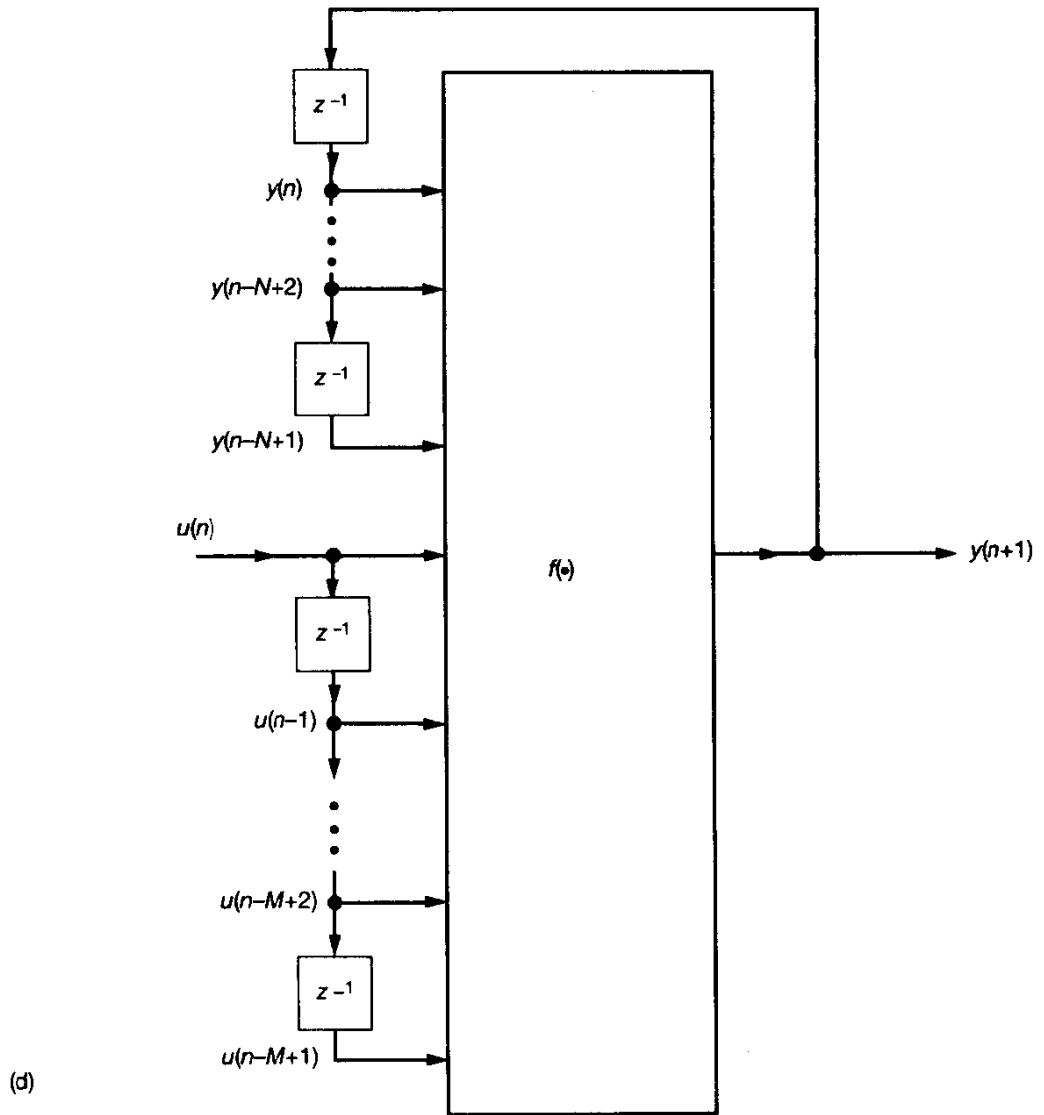 z⁻¹
y(n)
y(n–N+2)
z⁻¹
y(n–N+1)
u(n)
f(•)
y(n+1)
z⁻¹
u(n–1)
u(n–M+2)
z⁻¹
u(n–M+1)
(d)